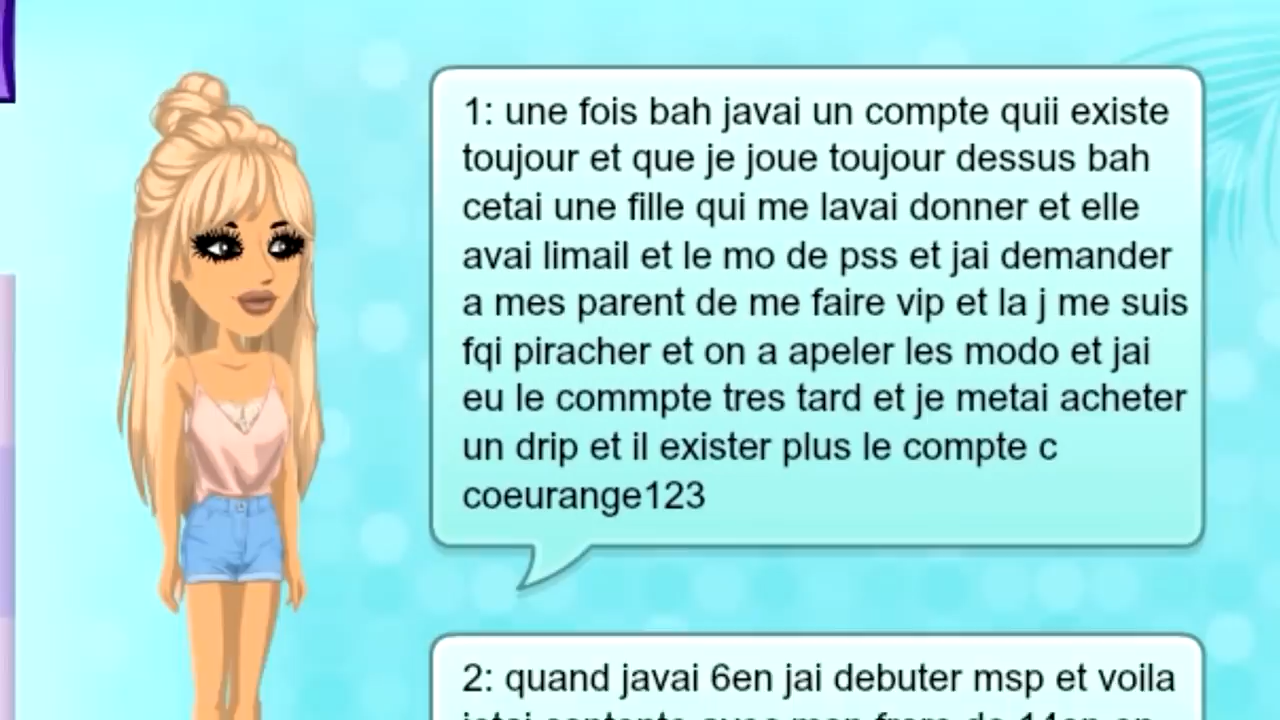 1: une fois bah javai un compte quii existe
toujour et que je joue toujour dessus bah
cetai une fille qui me lavai donner et elle
avai limail et le mo de pss et jai demander
a mes parent de me faire vip et la j me suis
fqi piracher et on a apeler les modo et jai
eu le commpte tres tard et je metai acheter
un drip et il exister plus le compte c
coeurange123
2: quand javai 6en jai debuter msp et voila